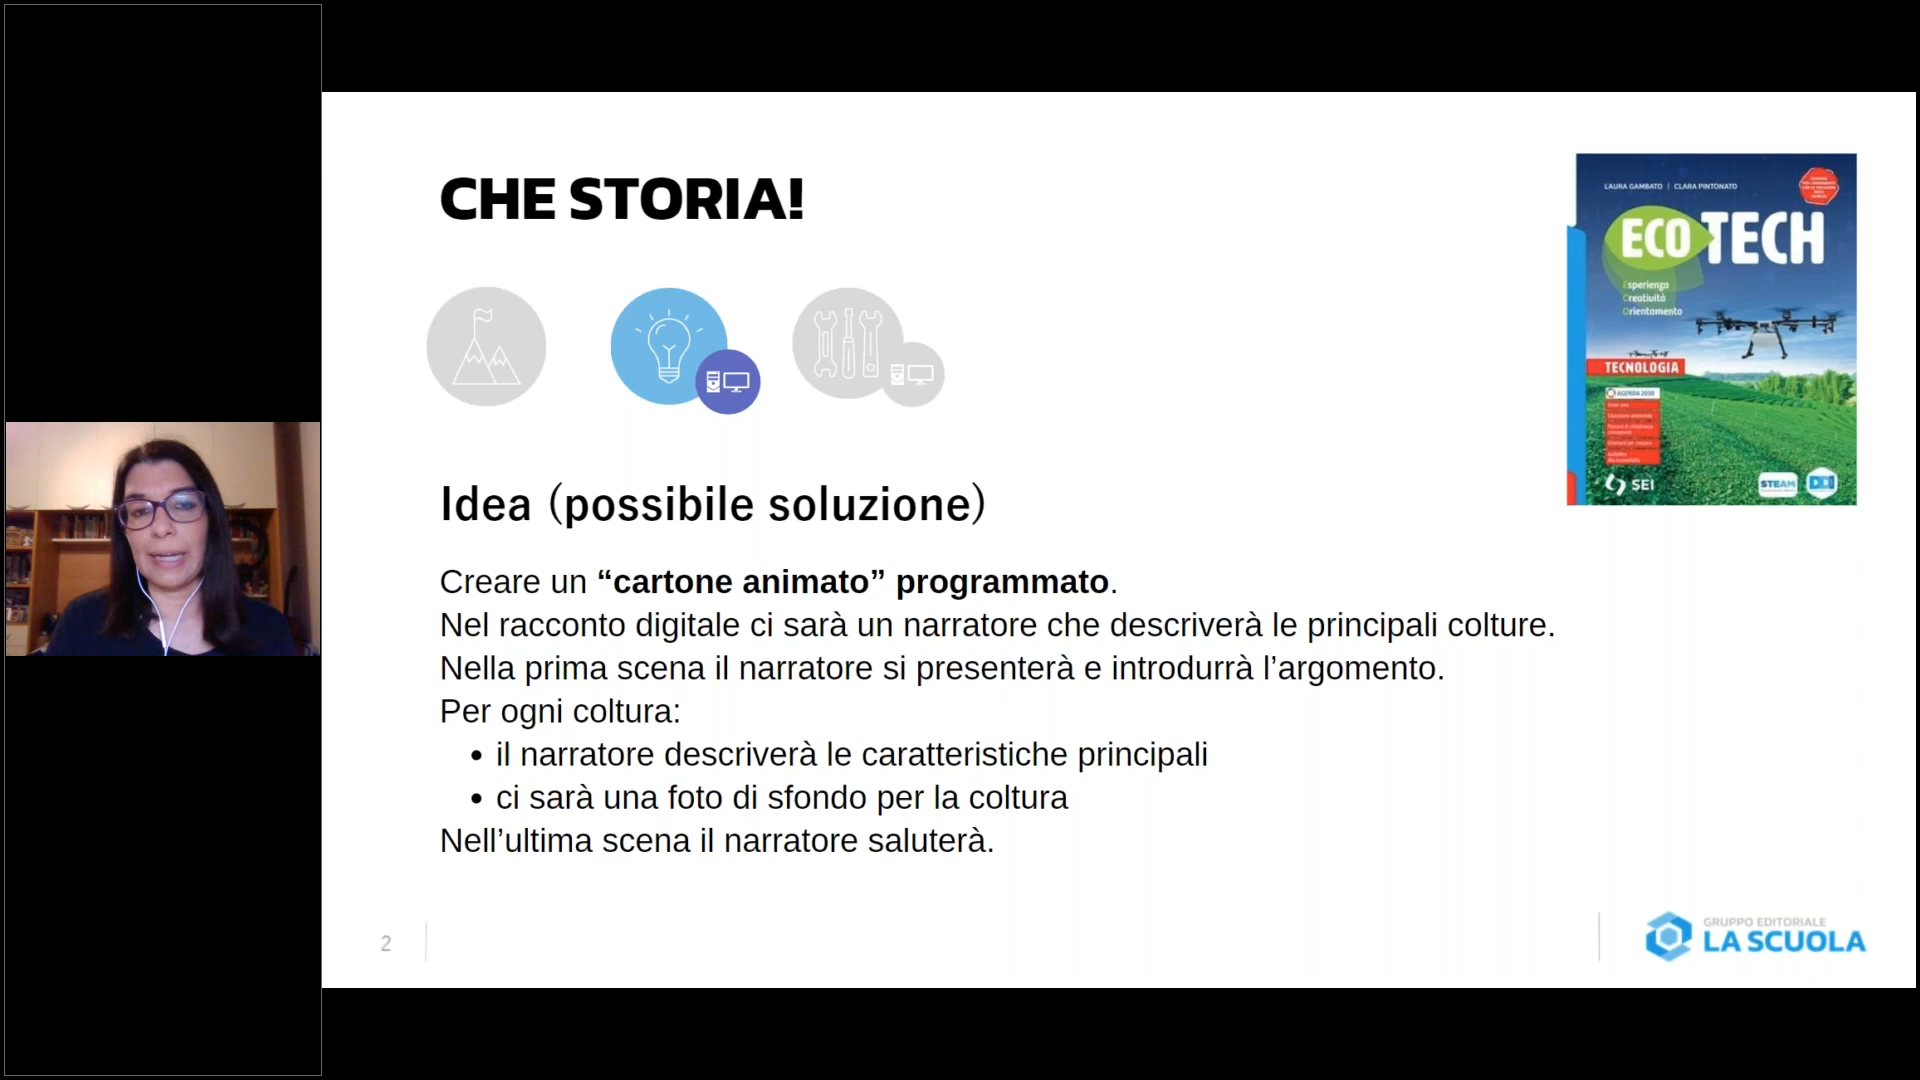 CHE STORIA!
LAURA GAMBATO | CLARA PINTONATO
ECO TECH
Esperienza
Creatività
Orientamento
TECNOLOGIA
AGENDA 2030
SEI
STEAM
Idea (possibile soluzione)
Creare un “cartone animato” programmato.
Nel racconto digitale ci sarà un narratore che descriverà le principali colture.
Nella prima scena il narratore si presenterà e introdurrà l’argomento.
Per ogni coltura:
• il narratore descriverà le caratteristiche principali
• ci sarà una foto di sfondo per la coltura
Nell’ultima scena il narratore saluterà.
2
GRUPPO EDITORIALE
LA SCUOLA